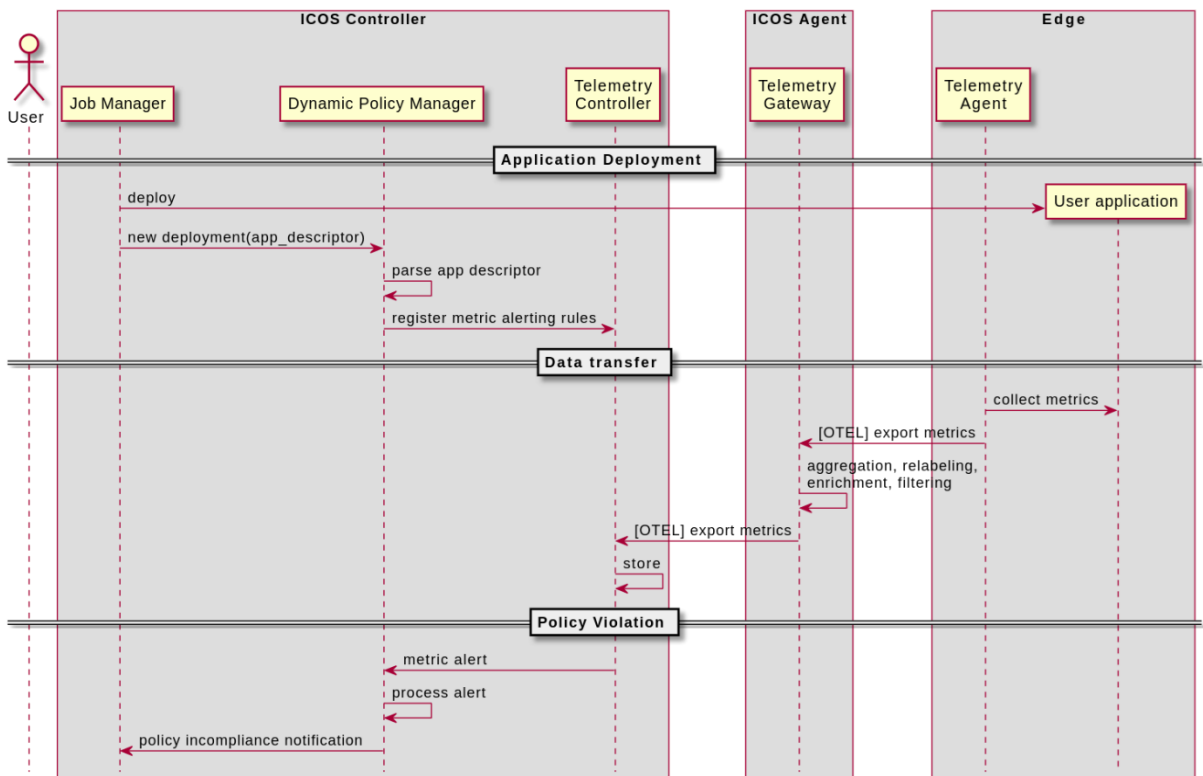 ICOS Controller
ICOS Agent
Edge
User
Job Manager
Dynamic Policy Manager
Telemetry
Controller
Telemetry
Gateway
Telemetry
Agent
Application Deployment
deploy
User application
new deployment(app_descriptor)
parse app descriptor
register metric alerting rules
Data transfer
collect metrics
[OTEL] export metrics
aggregation, relabeling,
enrichment, filtering
[OTEL] export metrics
store
Policy Violation
metric alert
process alert
policy incompliance notification